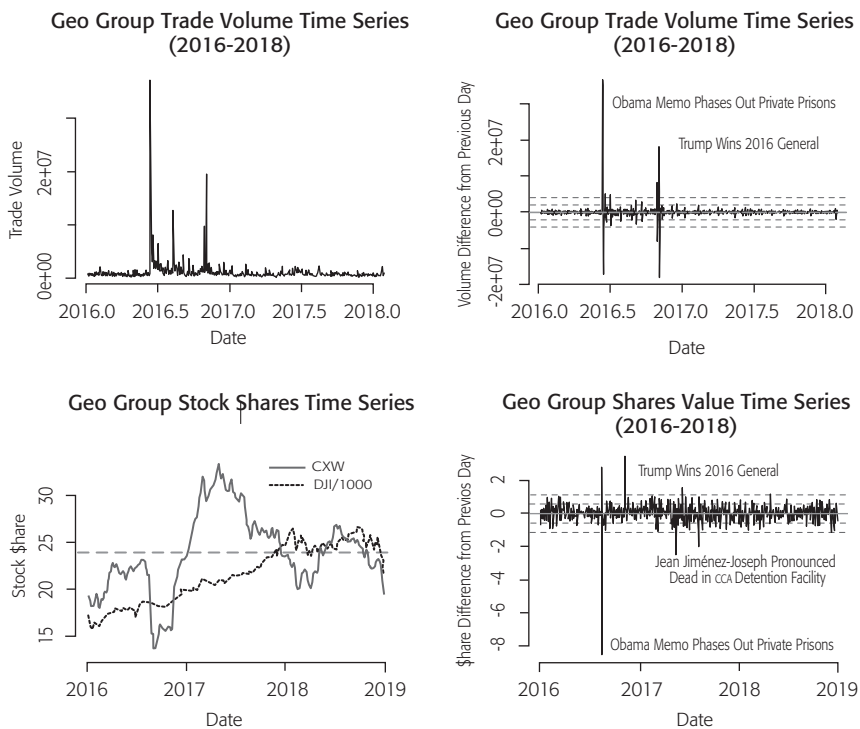 Geo Group Trade Volume Time Series
(2016-2018)
Trade Volume
2e+07
0e+00
2016.0 2016.5 2017.0 2017.5 2018.0
Date
Geo Group Trade Volume Time Series
(2016-2018)
Volume Difference from Previous Day
2e+07
0e+00
-2e+07
Obama Memo Phases Out Private Prisons
Trump Wins 2016 General
2016.0 2016.5 2017.0 2017.5 2018.0
Date
Geo Group Stock Shares Time Series
Stock $hare
30
25
20
15
CXW
DJI/1000
2016 2017 2018 2019
Date
Geo Group Shares Value Time Series
(2016-2018)
$hare Difference from Previos Day
2
0
-2
-4
-6
-8
Trump Wins 2016 General
Jean Jiménez-Joseph Pronounced
Dead in CCA Detention Facility
Obama Memo Phases Out Private Prisons
2016 2017 2018 2019
Date